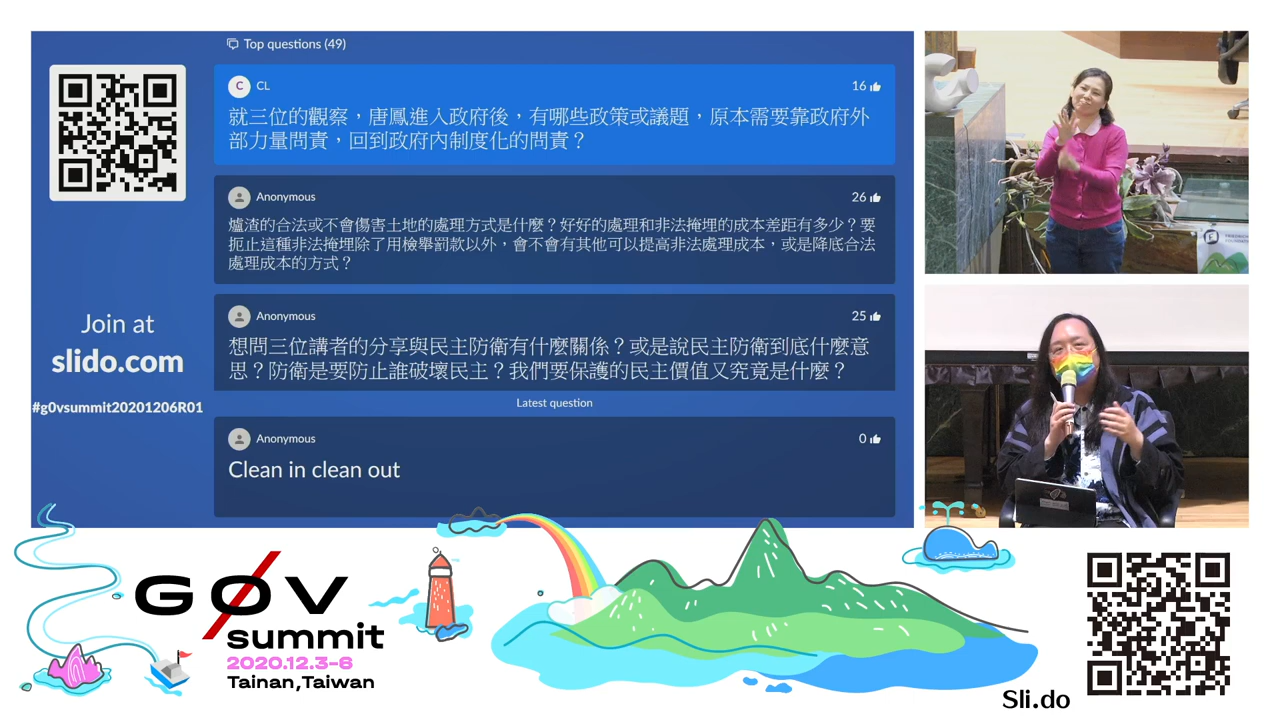 Top questions (49)
C CL 16
就三位的觀察，唐鳳進入政府後，有哪些政策或議題，原本需要靠政府外
部力量問責，回到政府內制度化的問責？
Anonymous 26
爐渣的合法或不會傷害土地的處理方式是什麼？好好的處理和非法掩埋的成本差距有多少？要
扼止這種非法掩埋除了用檢舉罰款以外，會不會有其他可以提高非法處理成本，或是降底合法
處理成本的方式？
Anonymous 25
想問三位講者的分享與民主防衛有什麼關係？或是說民主防衛到底什麼意
思？防衛是要防止誰破壞民主？我們要保護的民主價值又究竟是什麼？
Latest question
Anonymous 0
Clean in clean out
Join at
slido.com
#g0vsummit20201206R01
GØV
summit
2020.12.3-6
Tainan,Taiwan
Sli.do